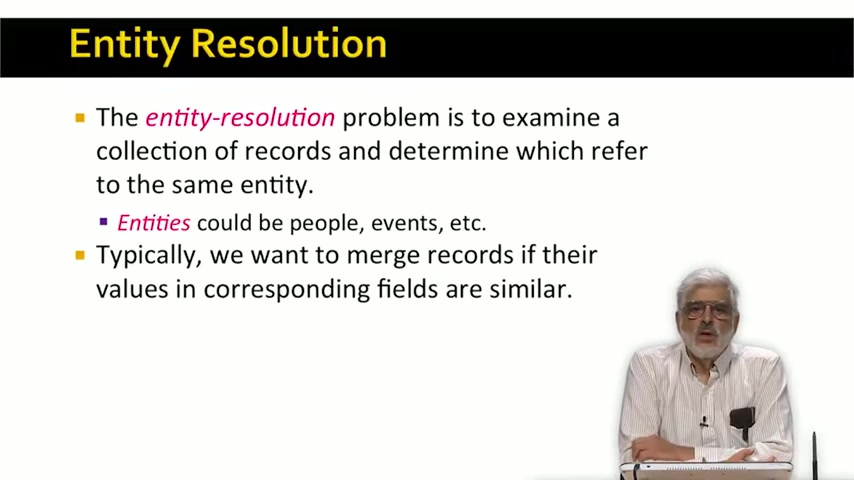 Entity Resolution
The entity-resolution problem is to examine a
collection of records and determine which refer
to the same entity.
Entities could be people, events, etc.
Typically, we want to merge records if their
values in corresponding fields are similar.